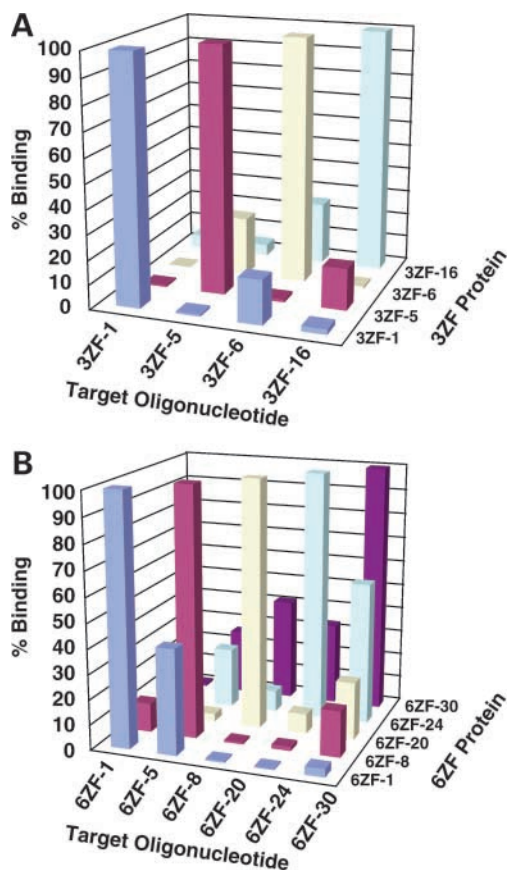 A
100
90
80
70
60
50
40
30
20
10
0
% Binding
3ZF-1
3ZF-5
3ZF-6
3ZF-16
Target Oligonucleotide
3ZF-16
3ZF-6
3ZF-5
3ZF-1
3ZF Protein
B
100
90
80
70
60
50
40
30
20
10
0
% Binding
6ZF-1
6ZF-5
6ZF-8
6ZF-20
6ZF-24
6ZF-30
Target Oligonucleotide
6ZF-30
6ZF-24
6ZF-20
6ZF-8
6ZF-1
6ZF Protein